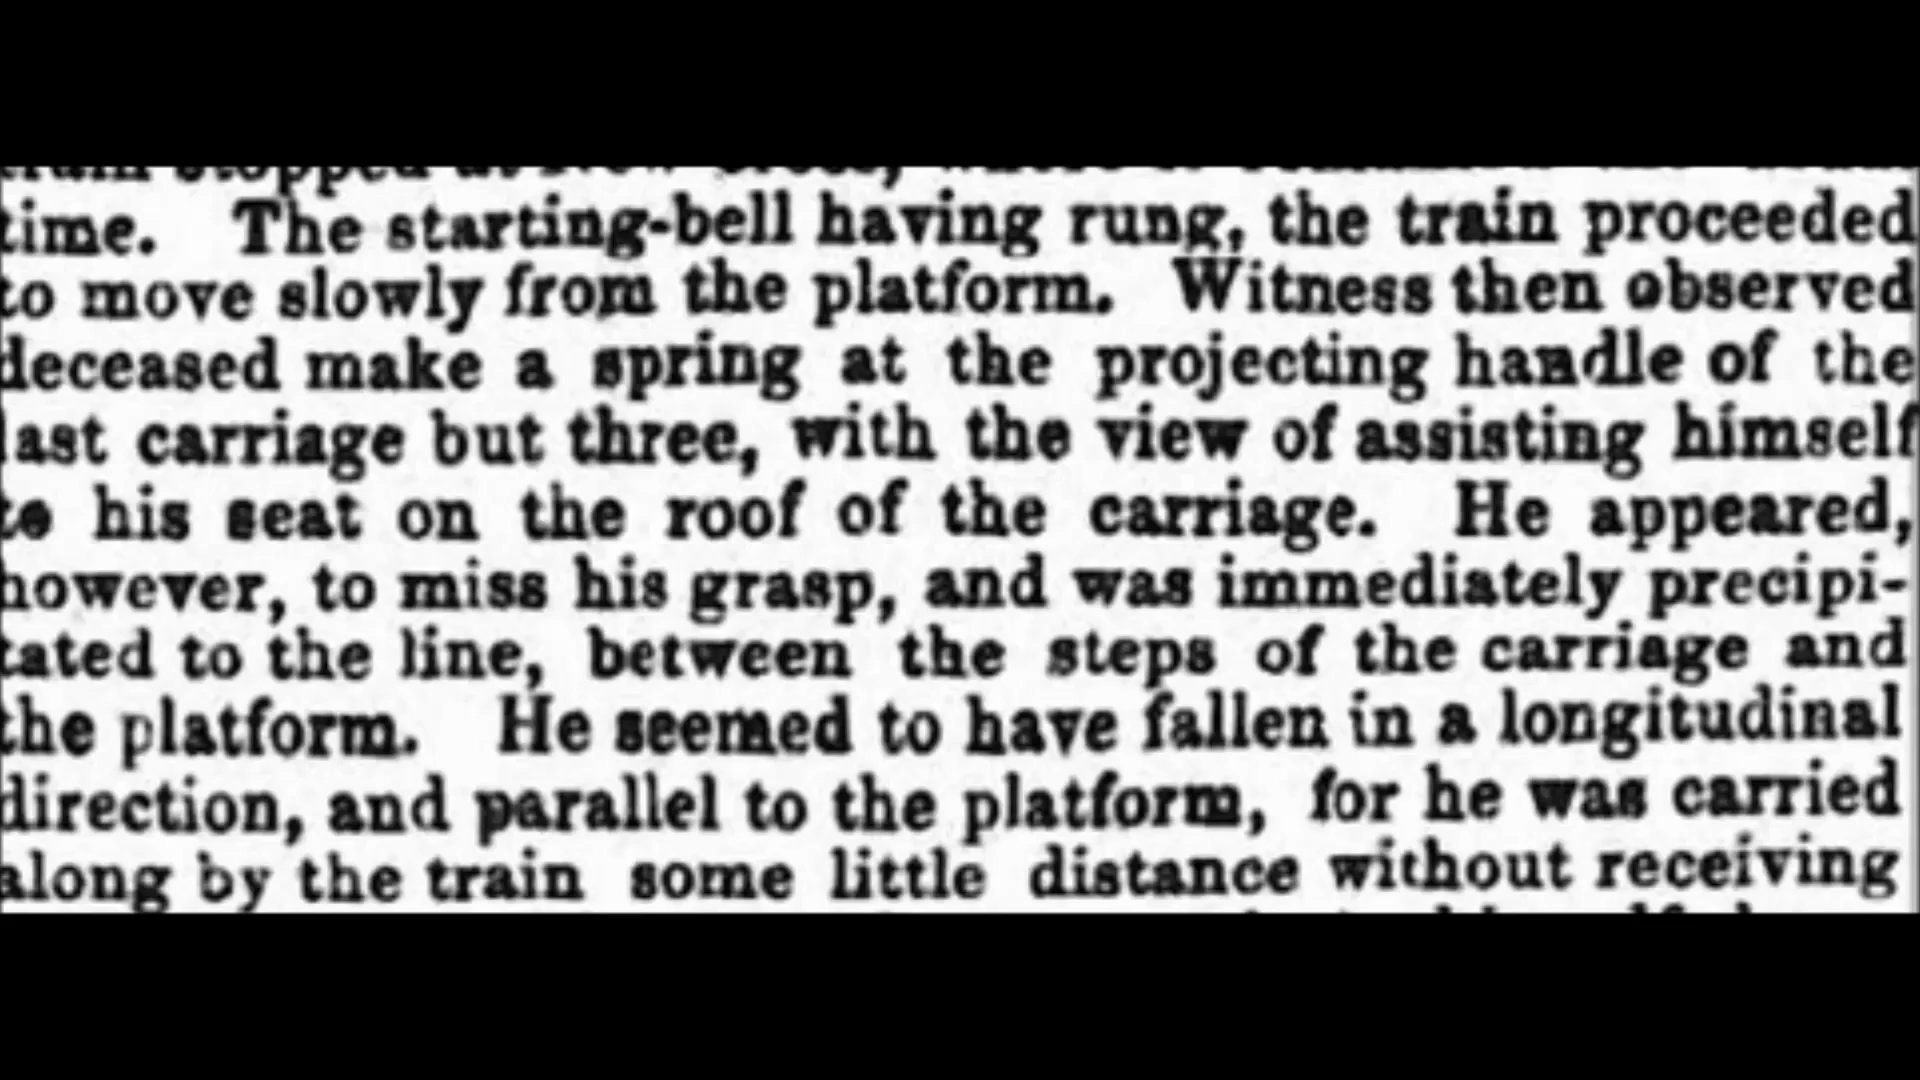 time. The starting-bell having rung, the train proceeded
to move slowly from the platform. Witness then observed
deceased make a spring at the projecting handle of the
last carriage but three, with the view of assisting himself
to his seat on the roof of the carriage. He appeared,
however, to miss his grasp, and was immediately precipi-
tated to the line, between the steps of the carriage and
the platform. He seemed to have fallen in a longitudinal
direction, and parallel to the platform, for he was carried
along by the train some little distance without receiving